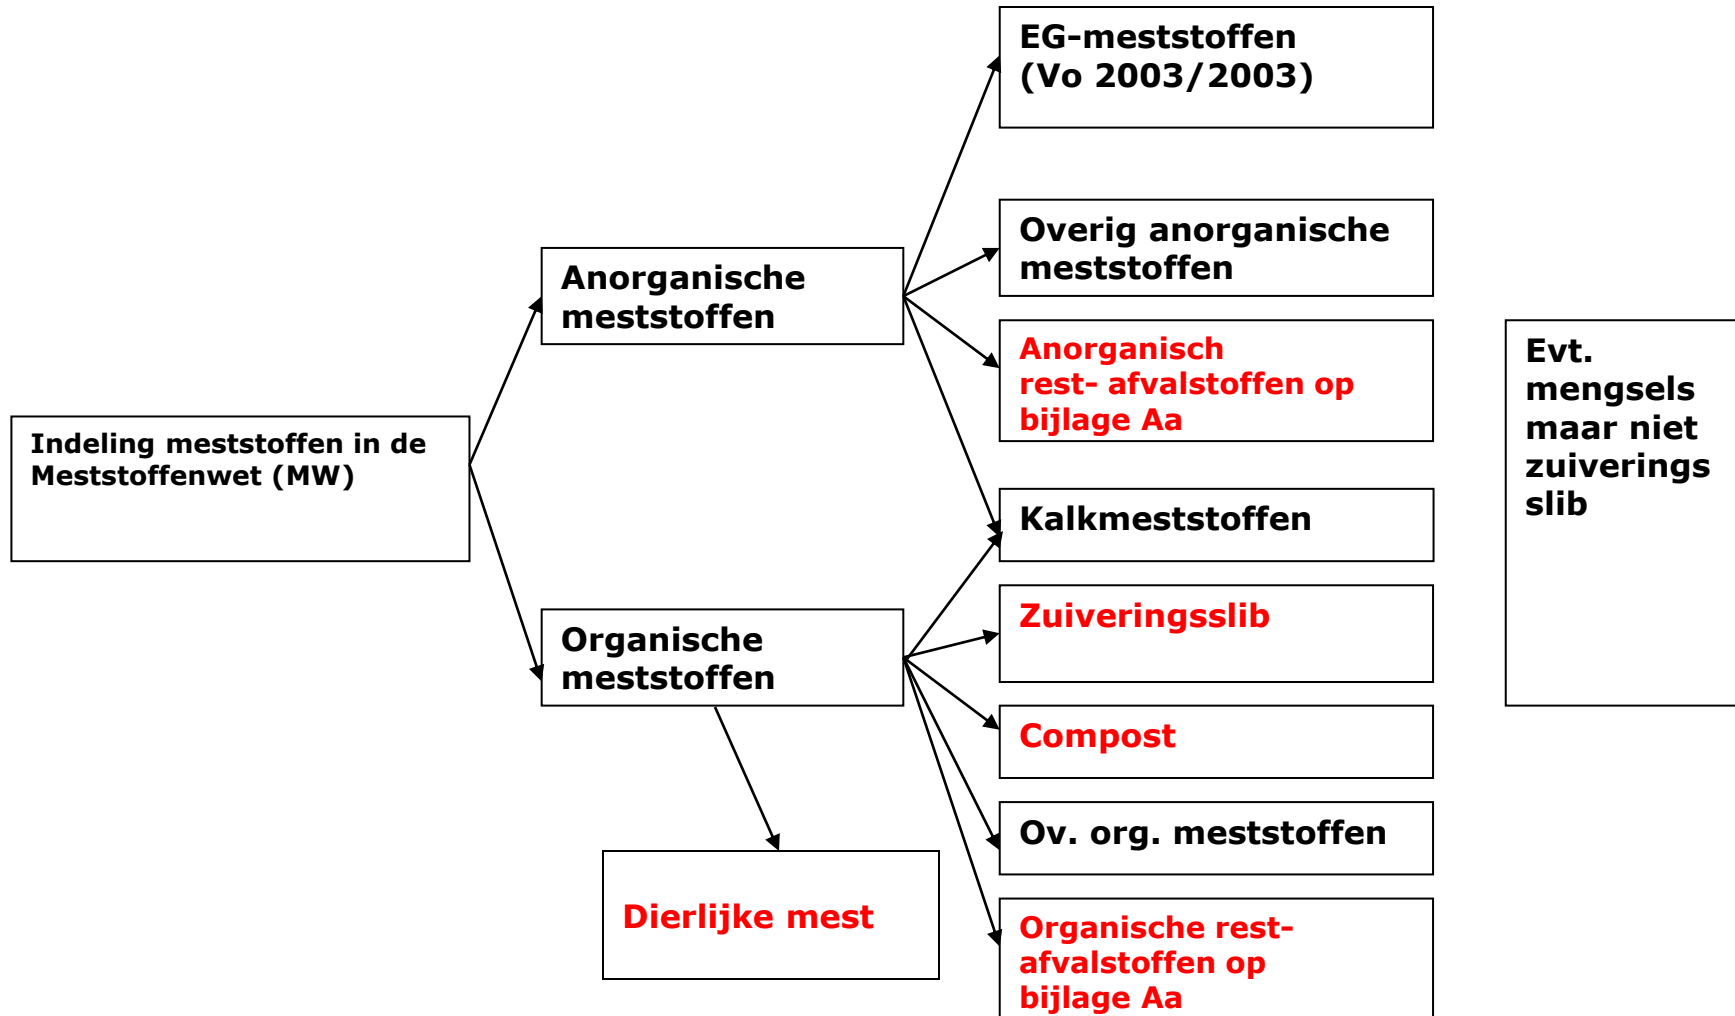 Indeling meststoffen in de
Meststoffenwet (MW)
Anorganische
meststoffen
Organische
meststoffen
Dierlijke mest
EG-meststoffen
(Vo 2003/2003)
Overig anorganische
meststoffen
Anorganisch
rest- afvalstoffen op
bijlage Aa
Kalkmeststoffen
Zuiveringsslib
Compost
Ov. org. meststoffen
Organische rest-
afvalstoffen op
bijlage Aa
Evt.
mengsels
maar niet
zuiverings
slib